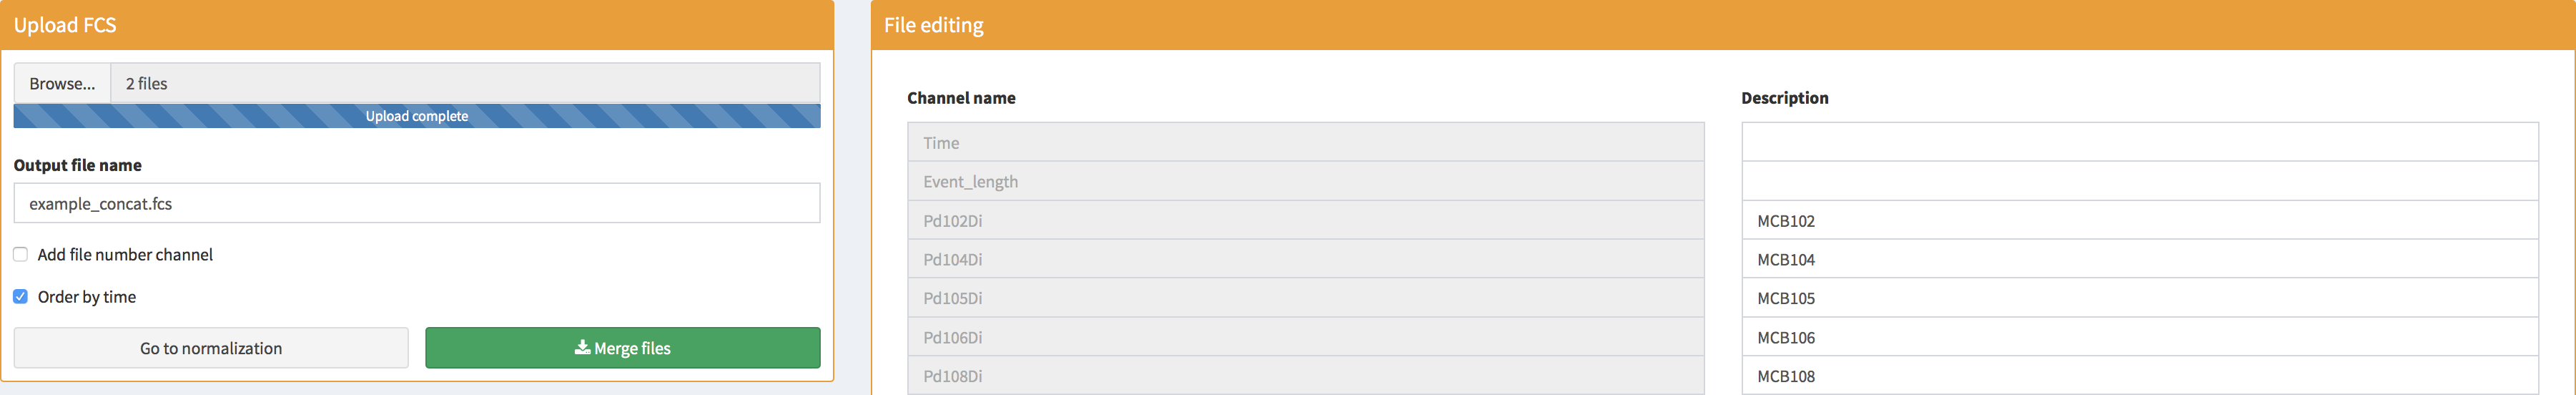 Upload FCS
Browse... 2 files
Upload complete
Output file name
example_concat.fcs
Add file number channel
Order by time
Go to normalization Merge files
File editing
Channel name Description
Time
Event_length
Pd102Di MCB102
Pd104Di MCB104
Pd105Di MCB105
Pd106Di MCB106
Pd108Di MCB108